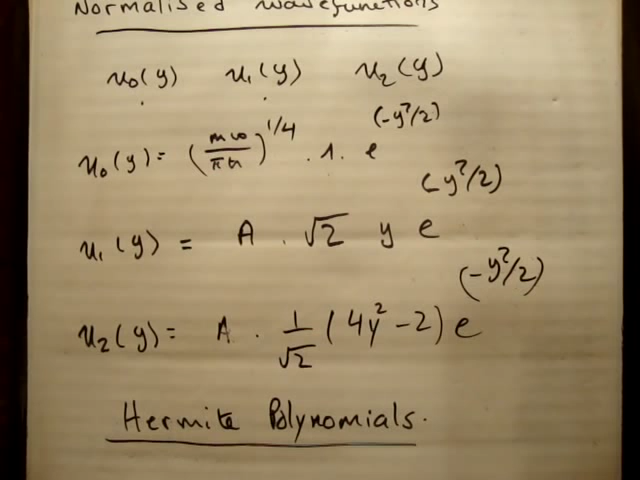 Normalised Wavefunctions
u₀(y) u₁(y) u₂(y)
u₀(y) = (mω/πħ)^1/4 . 1. e^(-y²/2)
u₁(y) = A . √2 y e^(y²/2)
u₂(y) = A . 1/√2 (4y² - 2) e^(-y²/2)
Hermite Polynomials.